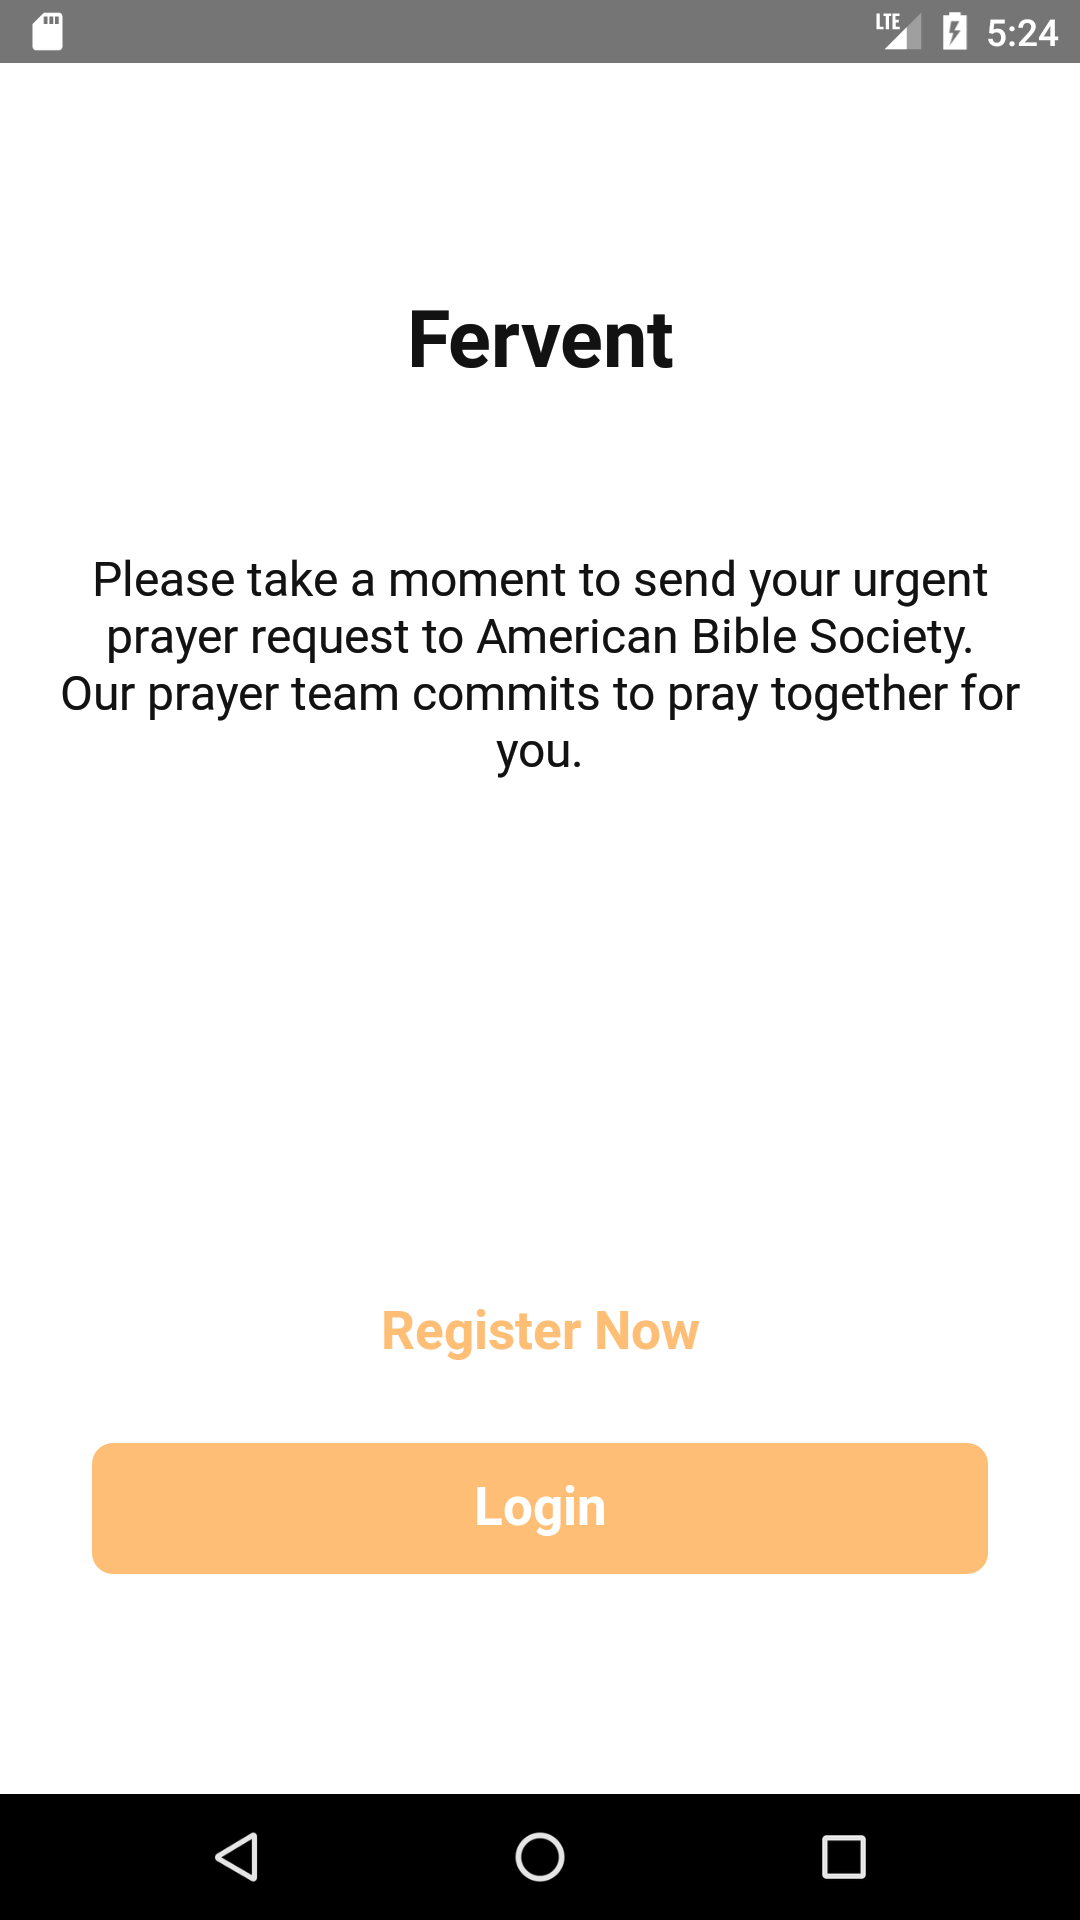 LTE 5:24
Fervent
Please take a moment to send your urgent
prayer request to American Bible Society.
Our prayer team commits to pray together for
you.
Register Now
Login